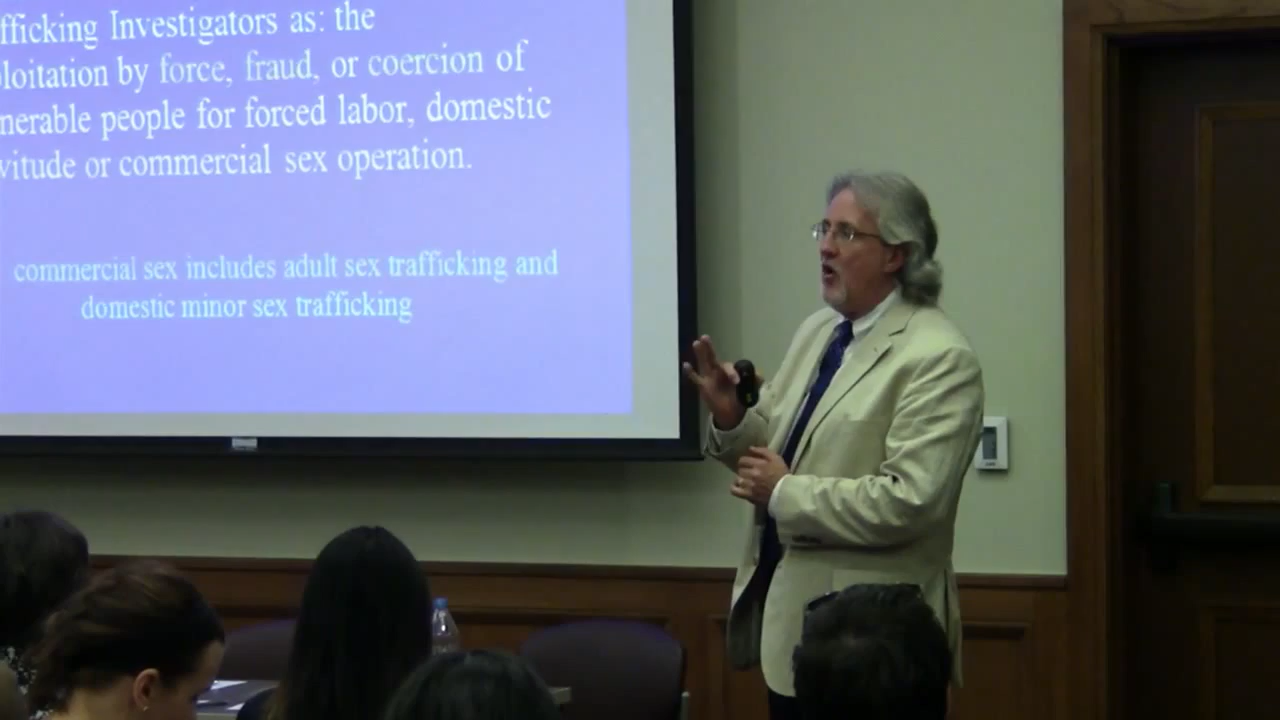 fficking Investigators as: the
loitation by force, fraud, or coercion of
nerable people for forced labor, domestic
vitude or commercial sex operation.
commercial sex includes adult sex trafficking and
domestic minor sex trafficking